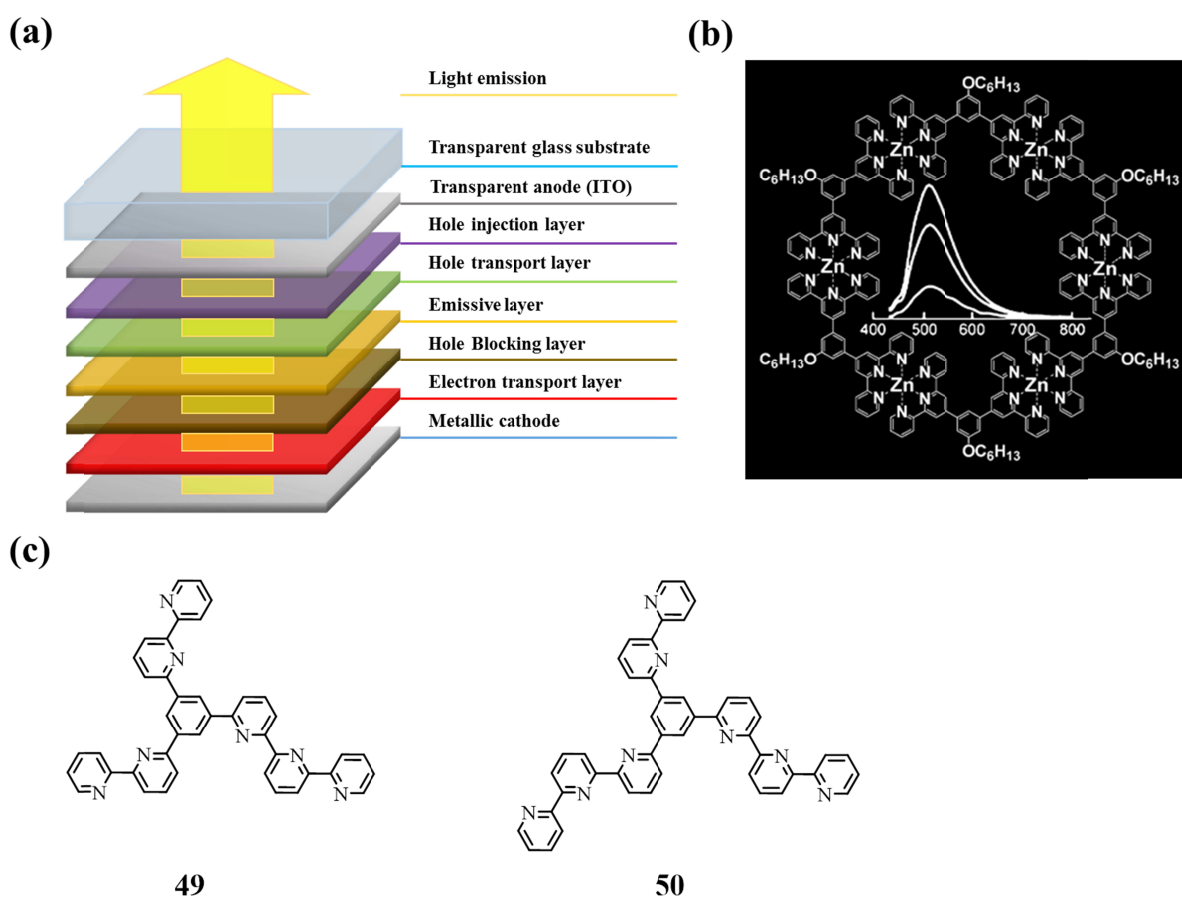 (a)
Light emission
Transparent glass substrate
Transparent anode (ITO)
Hole injection layer
Hole transport layer
Emissive layer
Hole Blocking layer
Electron transport layer
Metallic cathode
(b)
OC6H13
N N N N
N Zn N N Zn N
N N N N
C6H13O OC6H13
N N
N N N N
Zn Zn
N N N N
N N
400 500 600 700 800
C6H13O OC6H13
N N N N
N Zn N N Zn N
N N N N
OC6H13
(c)
N N
N N
N N N N
N N N N
N N N N
49 50